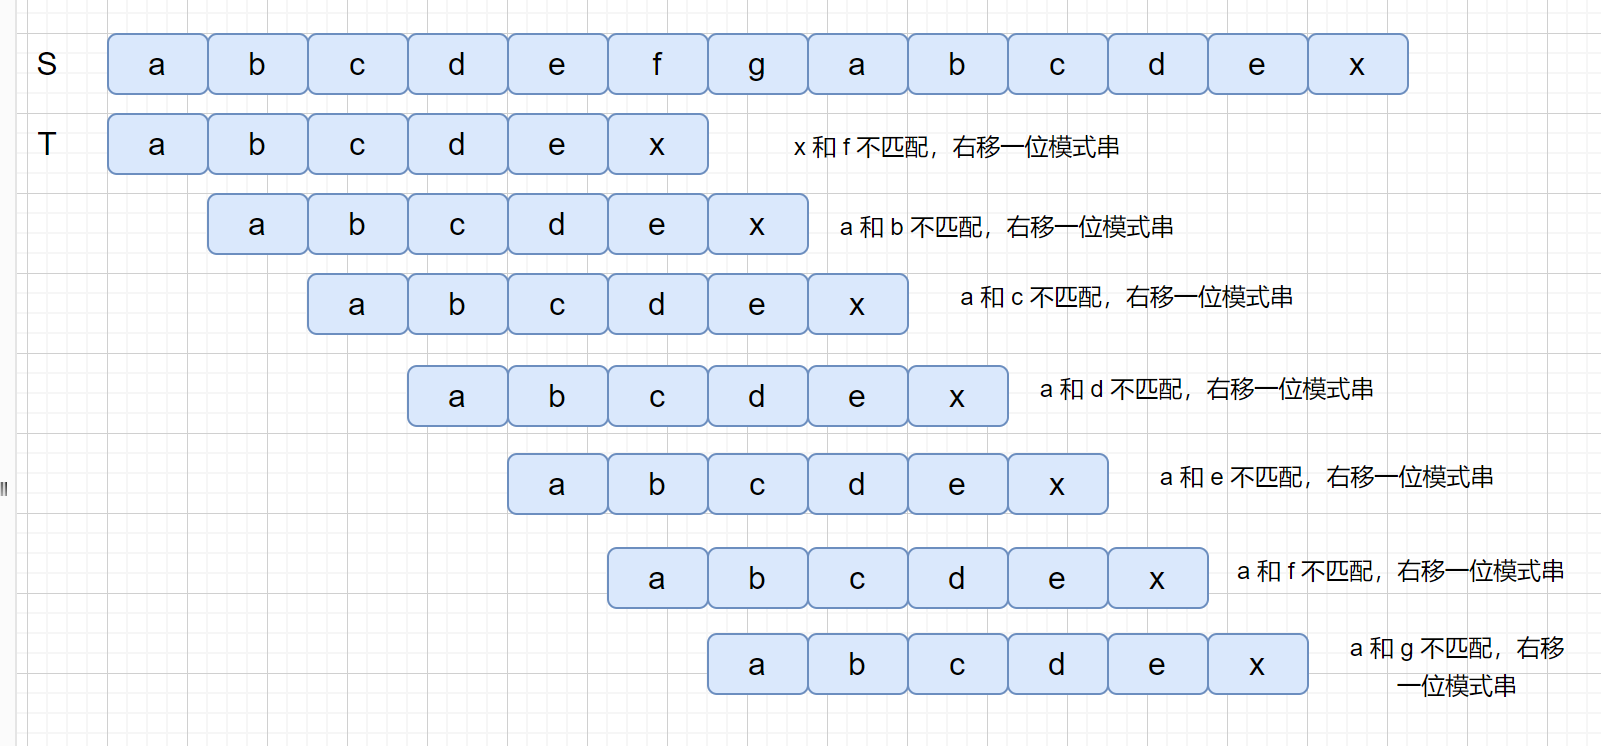 S a b c d e f g a b c d e x
T a b c d e x x 和 f 不匹配，右移一位模式串
a b c d e x a 和 b 不匹配，右移一位模式串
a b c d e x a 和 c 不匹配，右移一位模式串
a b c d e x a 和 d 不匹配，右移一位模式串
a b c d e x a 和 e 不匹配，右移一位模式串
a b c d e x a 和 f 不匹配，右移一位模式串
a b c d e x a 和 g 不匹配，右移
一位模式串